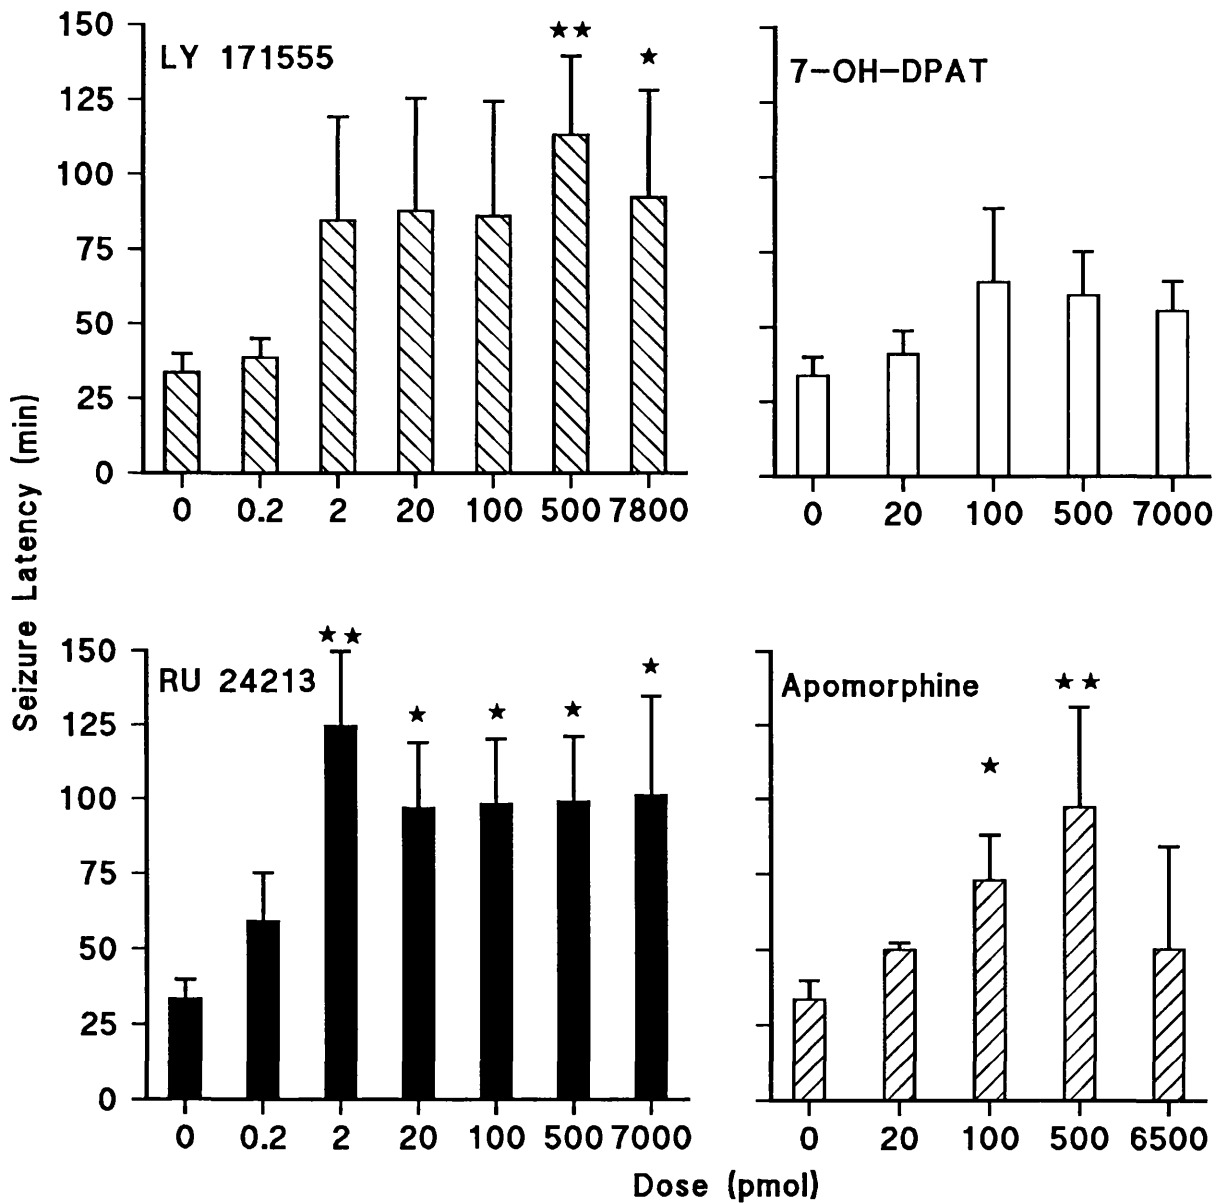 Seizure Latency (min)
LY 171555
★★
★
150
125
100
75
50
25
0
0 0.2 2 20 100 500 7800
7-OH-DPAT
0 20 100 500 7000
RU 24213
★★
★ ★ ★ ★
150
125
100
75
50
25
0
0 0.2 2 20 100 500 7000
Apomorphine
★
★★
0 20 100 500 6500
Dose (pmol)